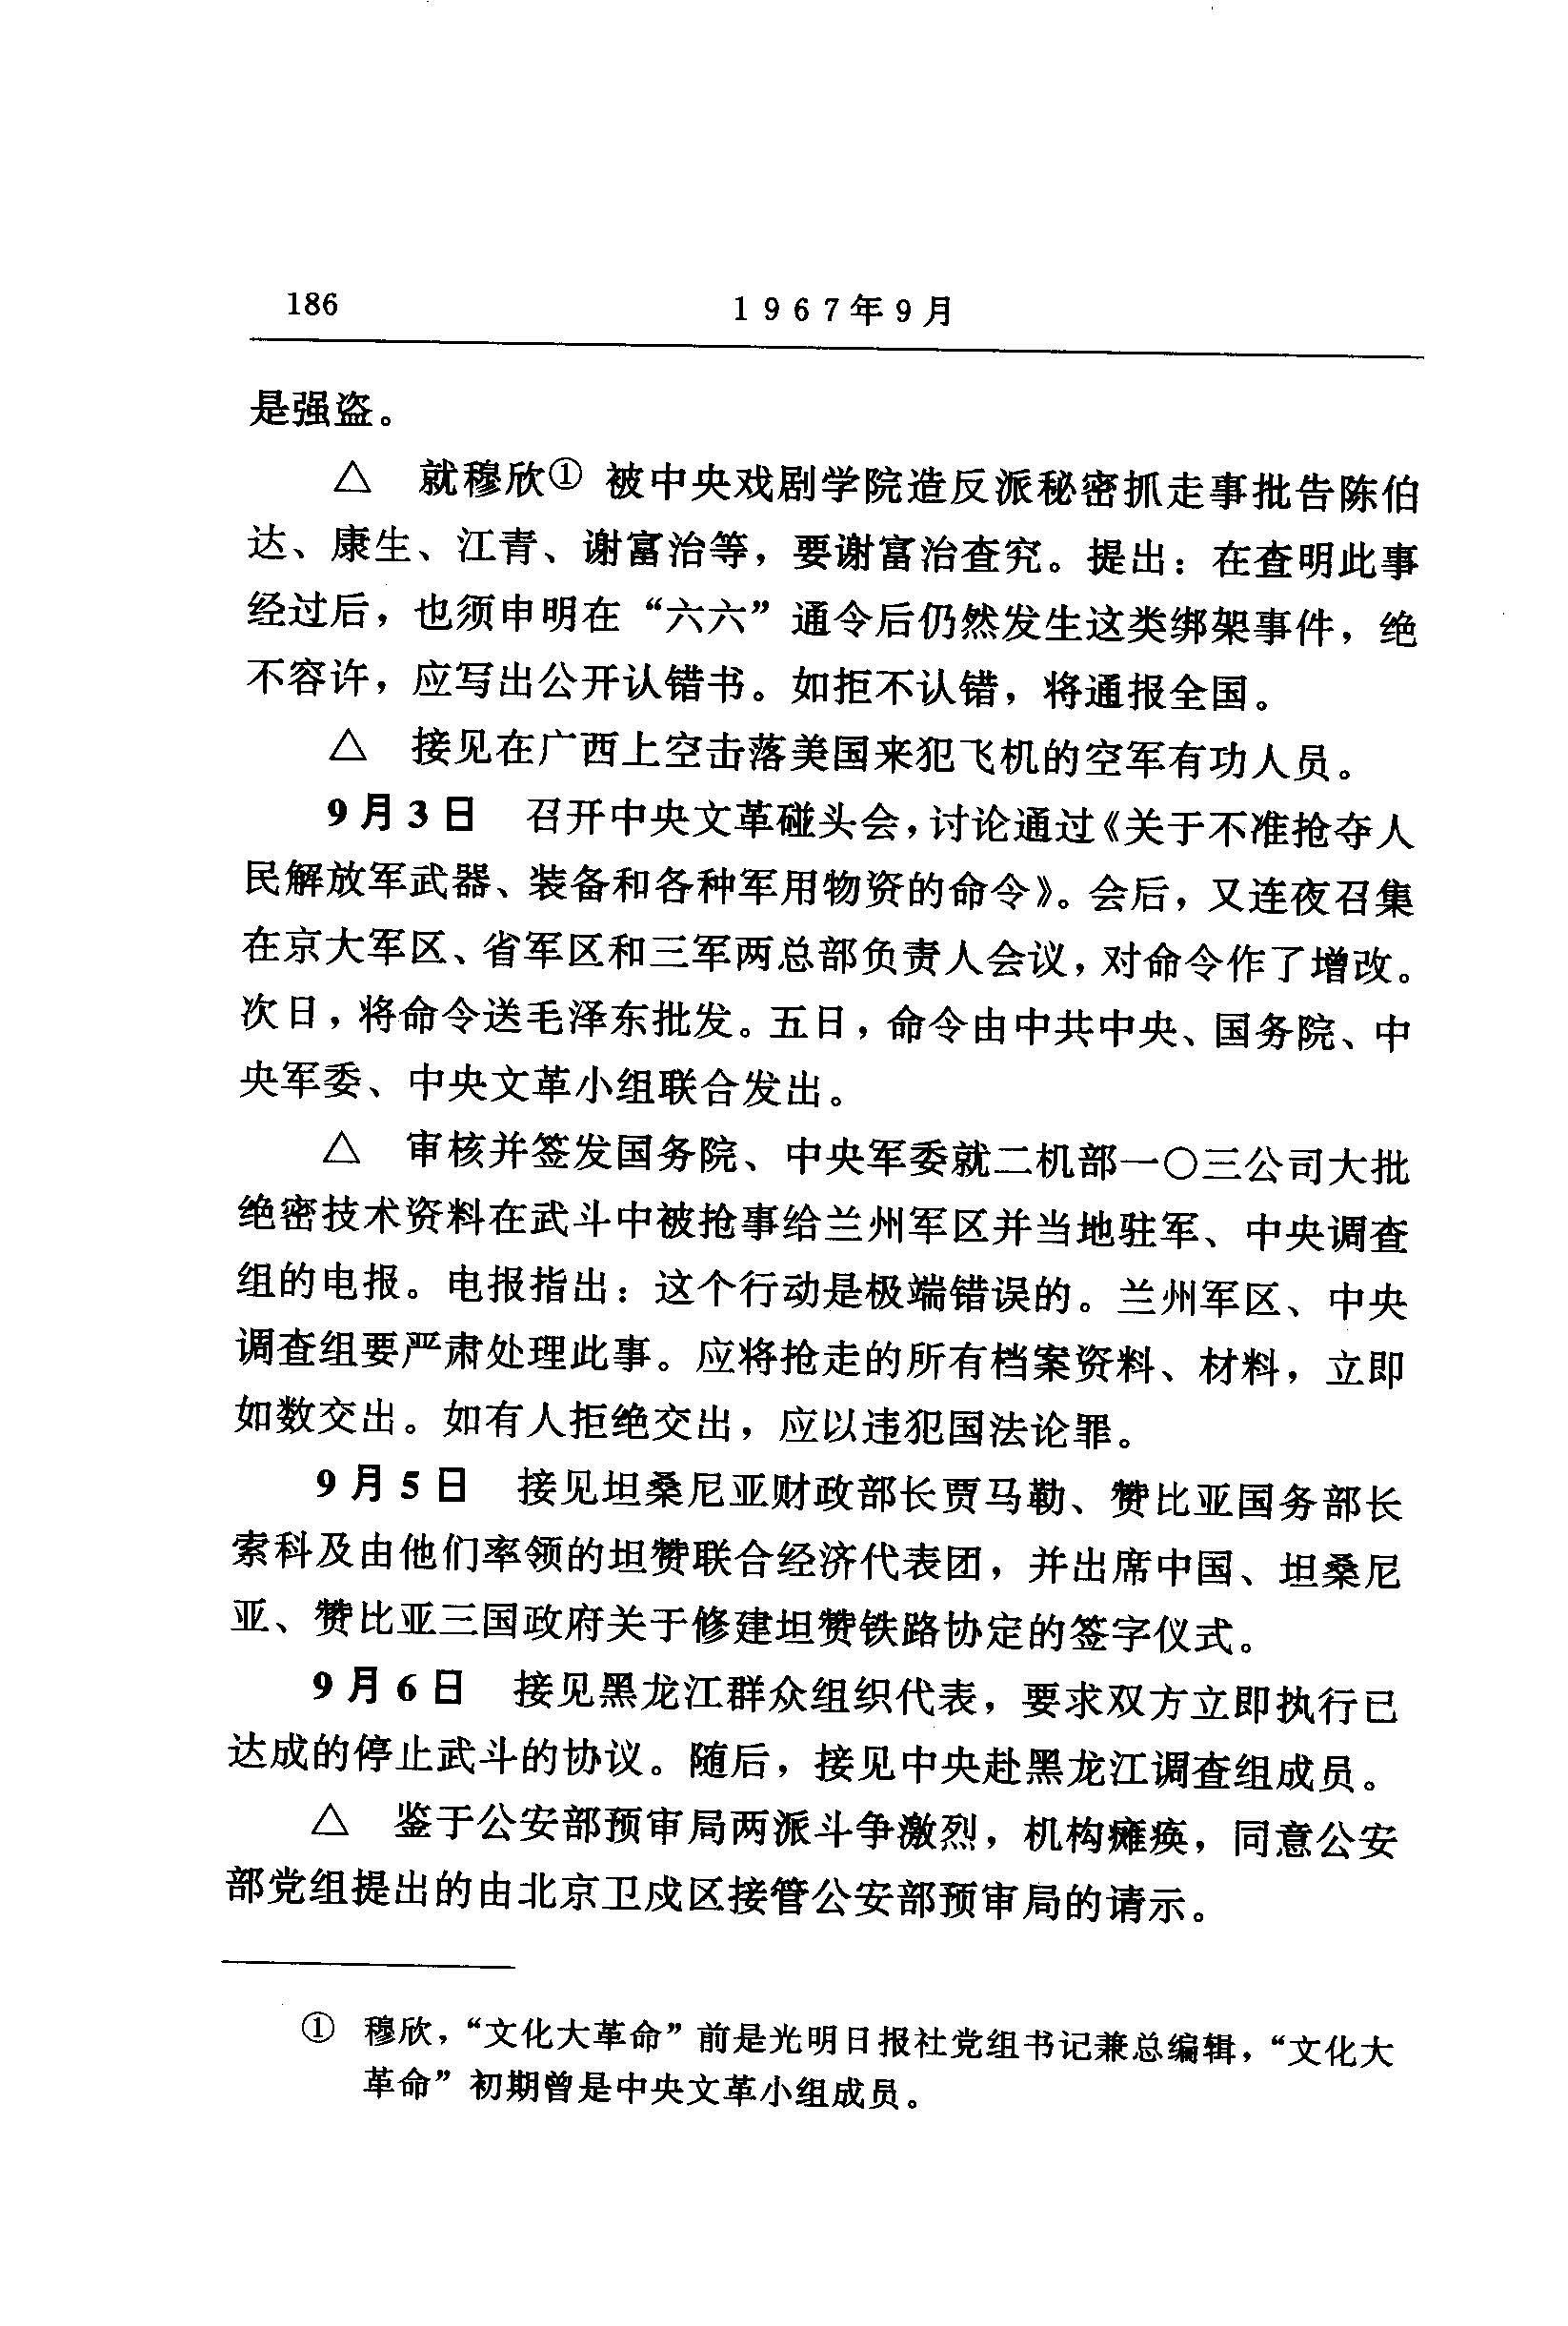 186
1967年9月
是强盗。
△ 就穆欣① 被中央戏剧学院造反派秘密抓走事批告陈伯
达、康生、江青、谢富治等，要谢富治查究。提出：在查明此事
经过后，也须申明在“六六”通令后仍然发生这类绑架事件，绝
不容许，应写出公开认错书。如拒不认错，将通报全国。
△ 接见在广西上空击落美国来犯飞机的空军有功人员。
9月3日 召开中央文革碰头会，讨论通过《关于不准抢夺人
民解放军武器、装备和各种军用物资的命令》。会后，又连夜召集
在京大军区、省军区和三军两总部负责人会议，对命令作了增改。
次日，将命令送毛泽东批发。五日，命令由中共中央、国务院、中
央军委、中央文革小组联合发出。
△ 审核并签发国务院、中央军委就二机部一〇三公司大批
绝密技术资料在武斗中被抢事给兰州军区并当地驻军、中央调查
组的电报。电报指出：这个行动是极端错误的。兰州军区、中央
调查组要严肃处理此事。应将抢走的所有档案资料、材料，立即
如数交出。如有人拒绝交出，应以违犯国法论罪。
9月5日 接见坦桑尼亚财政部长贾马勒、赞比亚国务部长
索科及由他们率领的坦赞联合经济代表团，并出席中国、坦桑尼
亚、赞比亚三国政府关于修建坦赞铁路协定的签字仪式。
9月6日 接见黑龙江群众组织代表，要求双方立即执行已
达成的停止武斗的协议。随后，接见中央赴黑龙江调查组成员。
△ 鉴于公安部预审局两派斗争激烈，机构瘫痪，同意公安
部党组提出的由北京卫戍区接管公安部预审局的请示。
① 穆欣，“文化大革命”前是光明日报社党组书记兼总编辑，“文化大
革命”初期曾是中央文革小组成员。